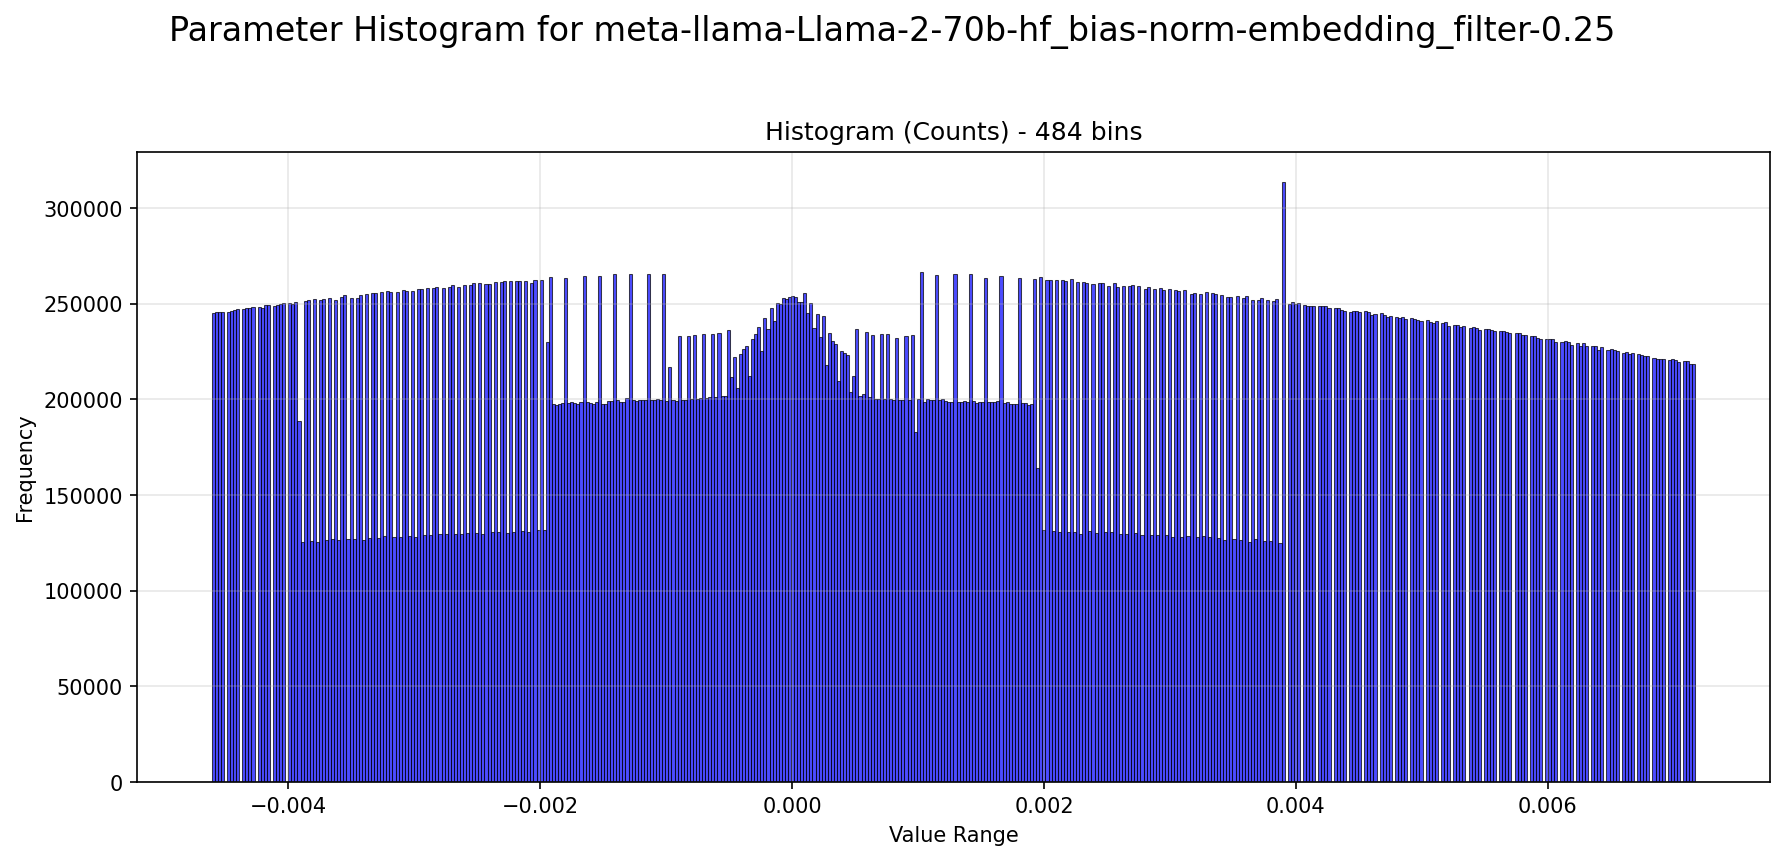 Parameter Histogram for meta-llama-Llama-2-70b-hf_bias-norm-embedding_filter-0.25
Histogram (Counts) - 484 bins
Frequency
300000
250000
200000
150000
100000
50000
0
−0.004 −0.002 0.000 0.002 0.004 0.006
Value Range